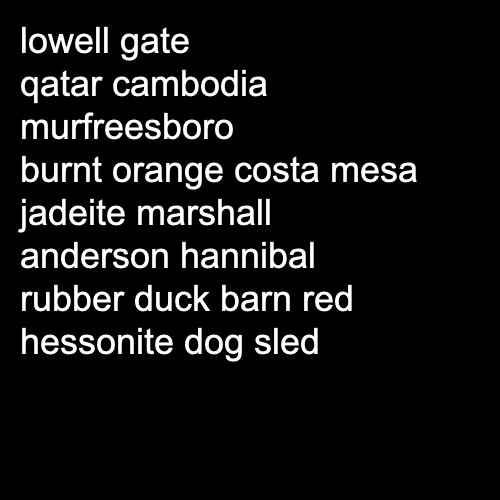 lowell gate
qatar cambodia
murfreesboro
burnt orange costa mesa
jadeite marshall
anderson hannibal
rubber duck barn red
hessonite dog sled